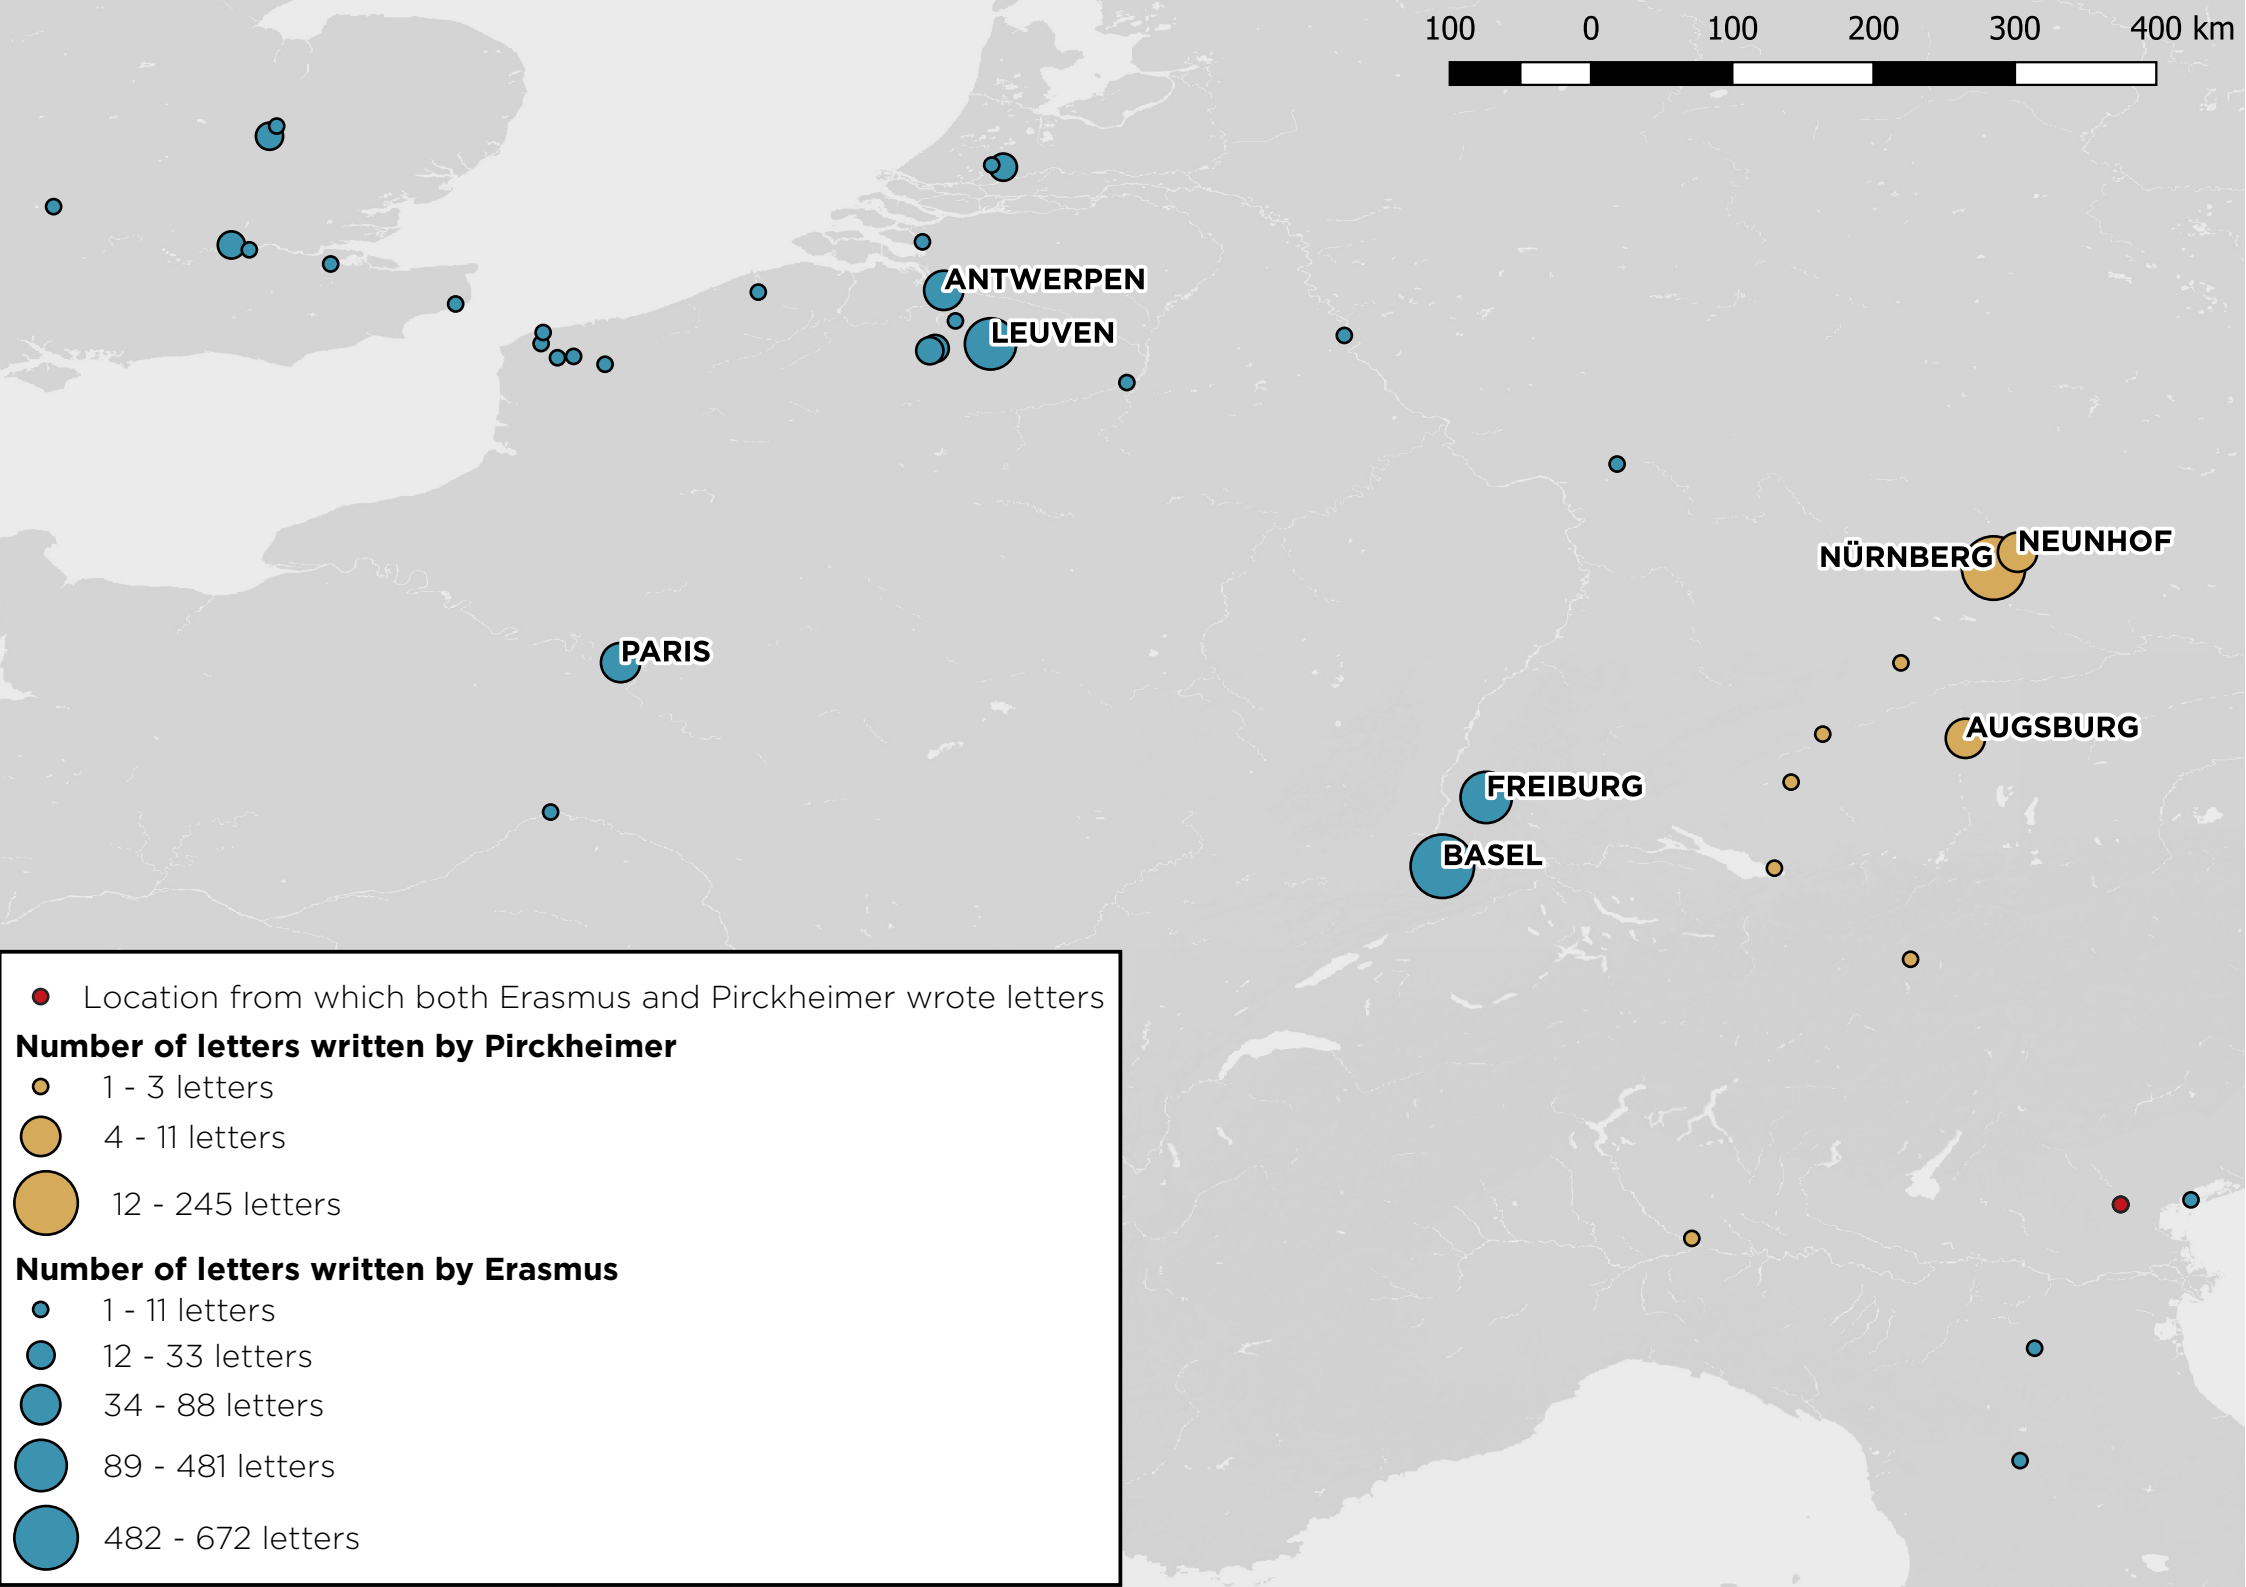 100 0 100 200 300 400 km
ANTWERPEN
LEUVEN
NÜRNBERG
NEUNHOF
PARIS
AUGSBURG
FREIBURG
BASEL
Location from which both Erasmus and Pirckheimer wrote letters
Number of letters written by Pirckheimer
1 - 3 letters
4 - 11 letters
12 - 245 letters
Number of letters written by Erasmus
1 - 11 letters
12 - 33 letters
34 - 88 letters
89 - 481 letters
482 - 672 letters